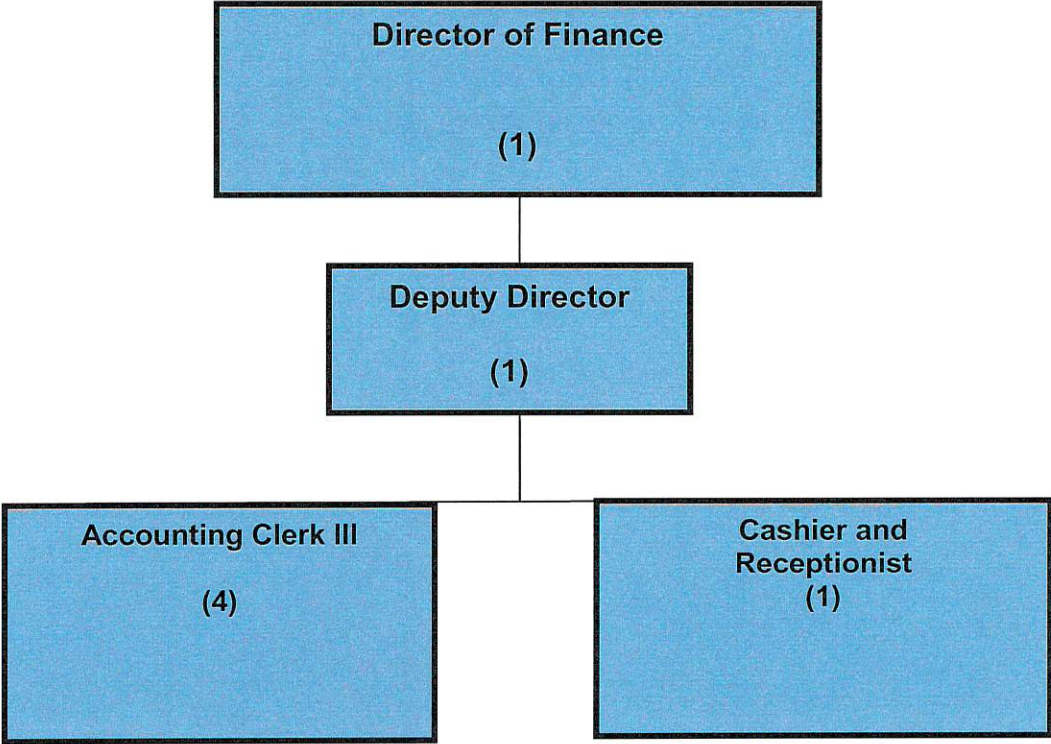 Director of Finance
(1)
Deputy Director
(1)
Accounting Clerk III
(4)
Cashier and
Receptionist
(1)